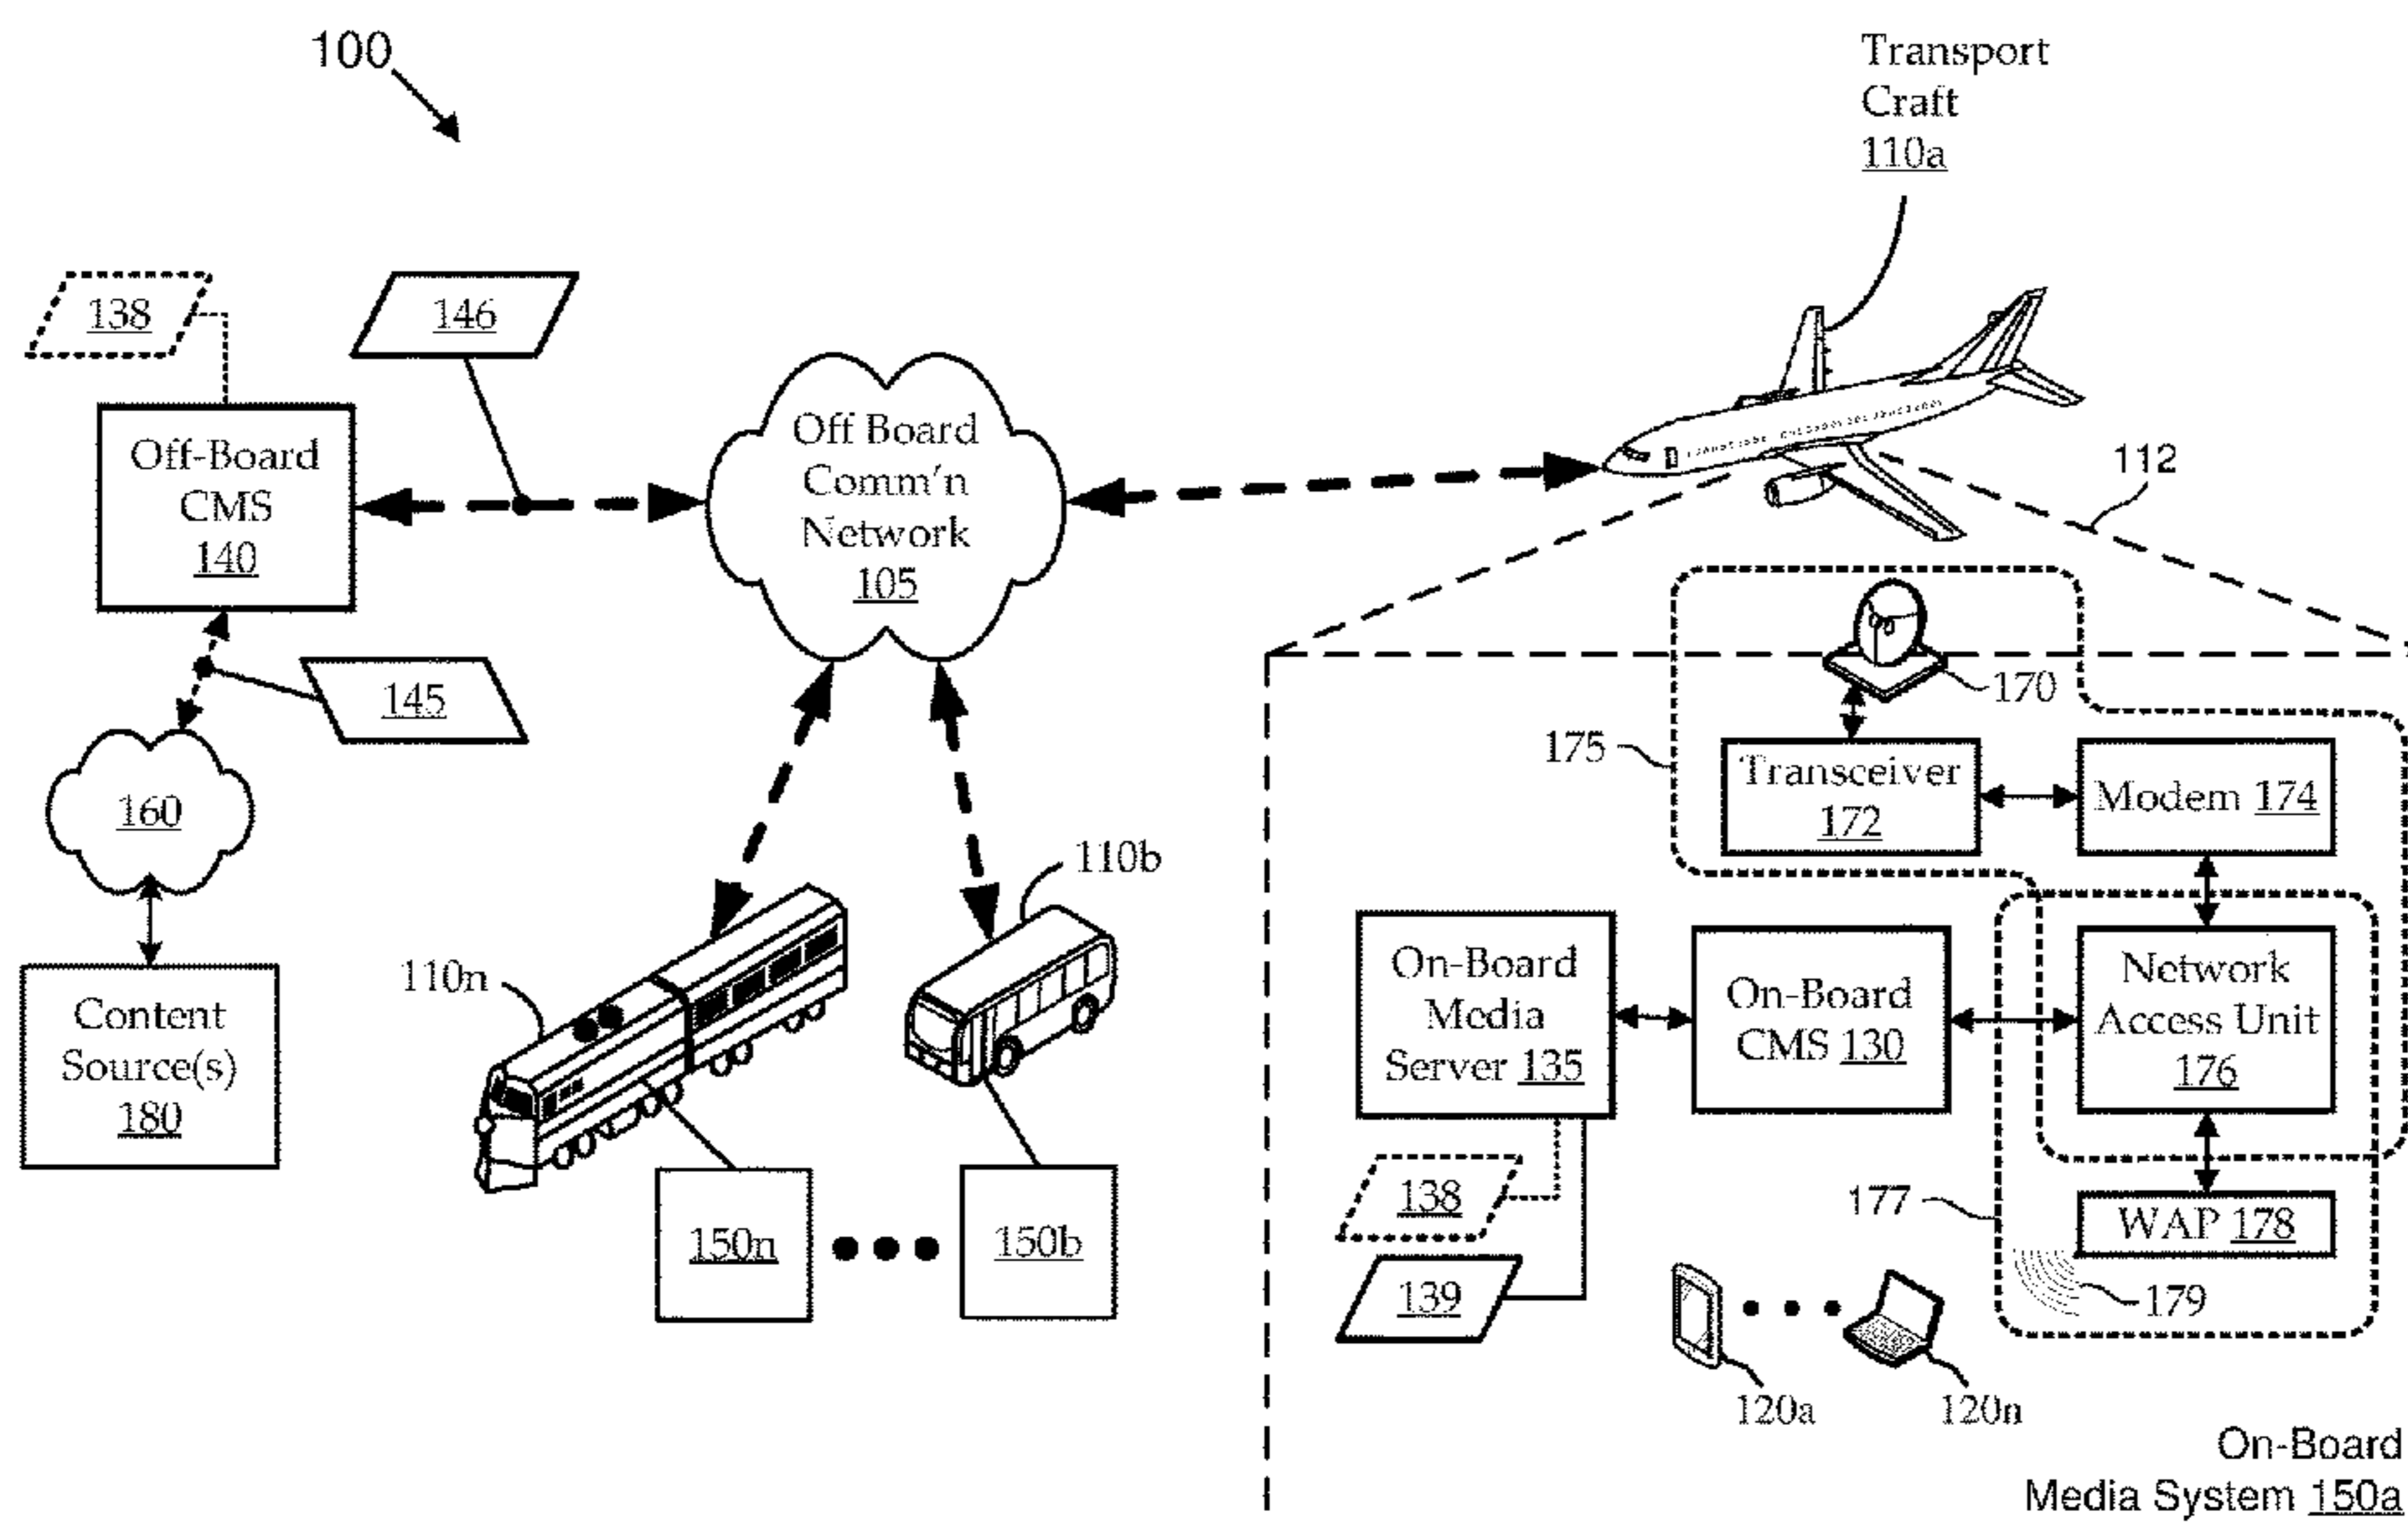 100
Transport
Craft
110a
138
146
Off-Board
CMS
140
Off Board
Comm'n
Network
105
112
145
170
175
Transceiver
172
Modem 174
160
110b
110n
Content
Source(s)
180
On-Board
Media
Server 135
On-Board
CMS 130
Network
Access Unit
176
150n
150b
138
139
177
WAP 178
179
120a
120n
On-Board
Media System 150a